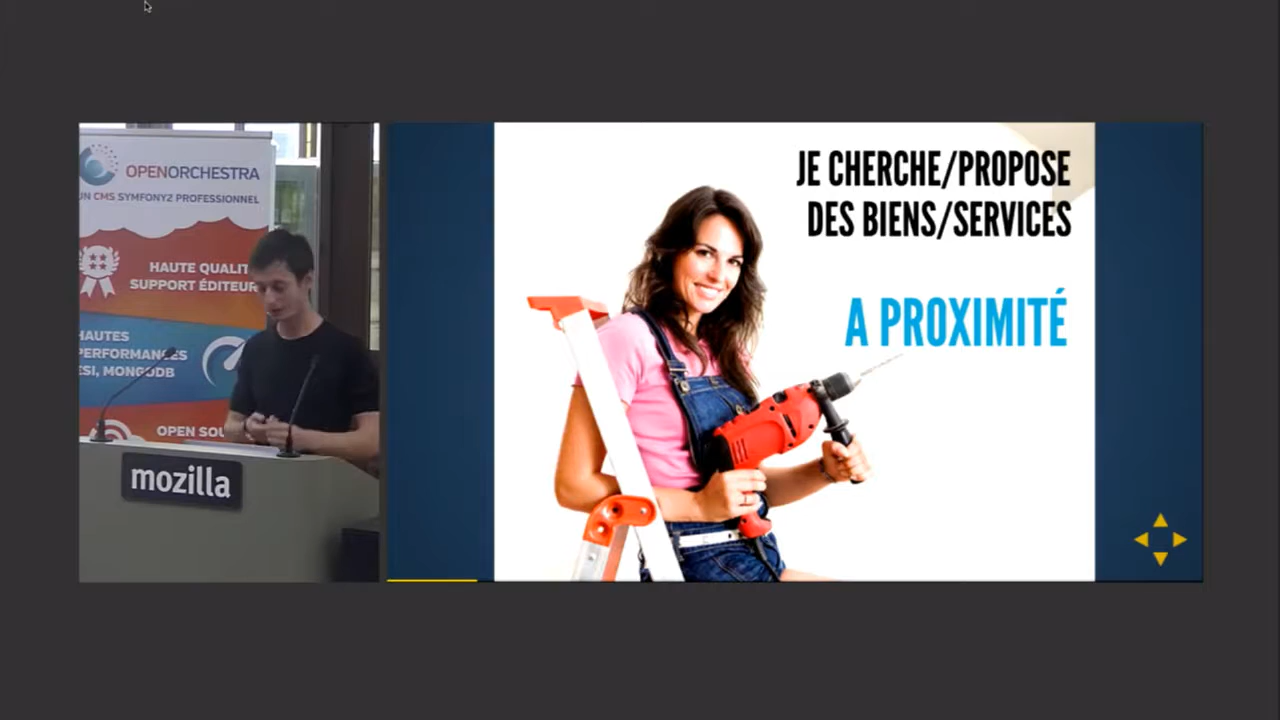 OPENORCHESTRA
UN CMS SYMFONY2 PROFESSIONNEL
HAUTE QUALIT
SUPPORT ÉDITEUR
HAUTES
PERFORMANCES
ESI, MONGODB
OPEN SOU
mozilla
JE CHERCHE/PROPOSE
DES BIENS/SERVICES
A PROXIMITÉ